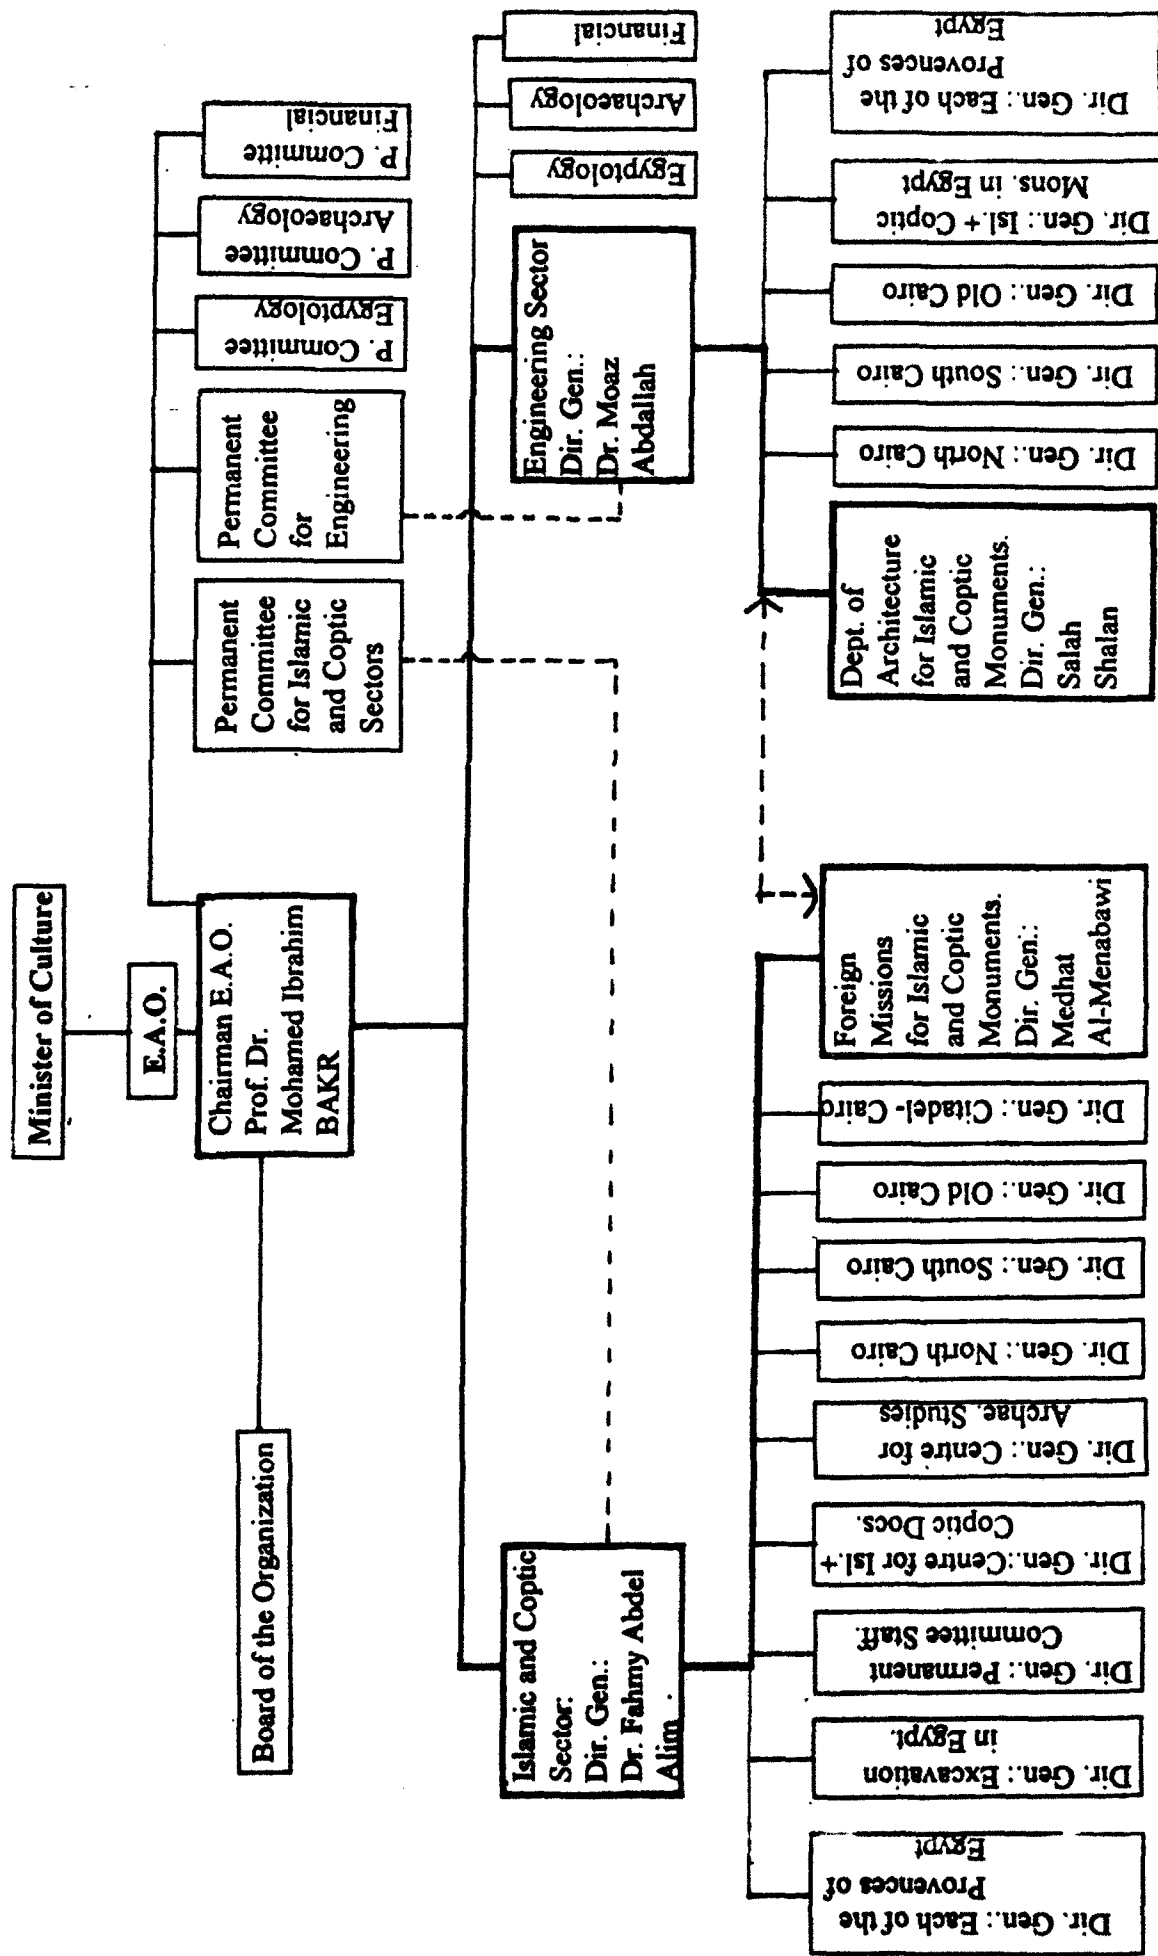 Minister of Culture
E.A.O.
Chairman E.A.O.
Prof. Dr.
Mohamed Ibrahim
BAKR
Board of the Organization
Permanent
Committee
for Islamic
and Coptic
Sectors
Permanent
Committee
for
Engineering
P. Committee
Egyptology
P. Committee
Archaeology
P. Committe
Financial
Islamic and Coptic
Sector:
Dir. Gen.:
Dr. Fahmy Abdel
Alim
Engineering Sector
Dir. Gen.:
Dr. Moaz
Abdallah
Egyptology
Archaeology
Financial
Dir. Gen.: Each of the
Provences of
Egypt
Dir. Gen.: Excavation
in Egypt.
Dir. Gen.: Permanent
Committee Staff.
Dir. Gen.:Centre for Isl.+
Coptic Docs.
Dir. Gen.: Centre for
Archae. Studies
Dir. Gen.: North Cairo
Dir. Gen.: South Cairo
Dir. Gen.: Old Cairo
Dir. Gen.: Citadel- Cairo
Foreign
Missions
for Islamic
and Coptic
Monuments.
Dir. Gen.:
Medhat
Al-Menabawi
Dept. of
Architecture
for Islamic
and Coptic
Monuments.
Dir. Gen.:
Salah
Shalan
Dir. Gen.: North Cairo
Dir. Gen.: South Cairo
Dir. Gen.: Old Cairo
Dir. Gen.: Isl.+ Coptic
Mons. in Egypt
Dir. Gen.: Each of the
Provences of
Egypt